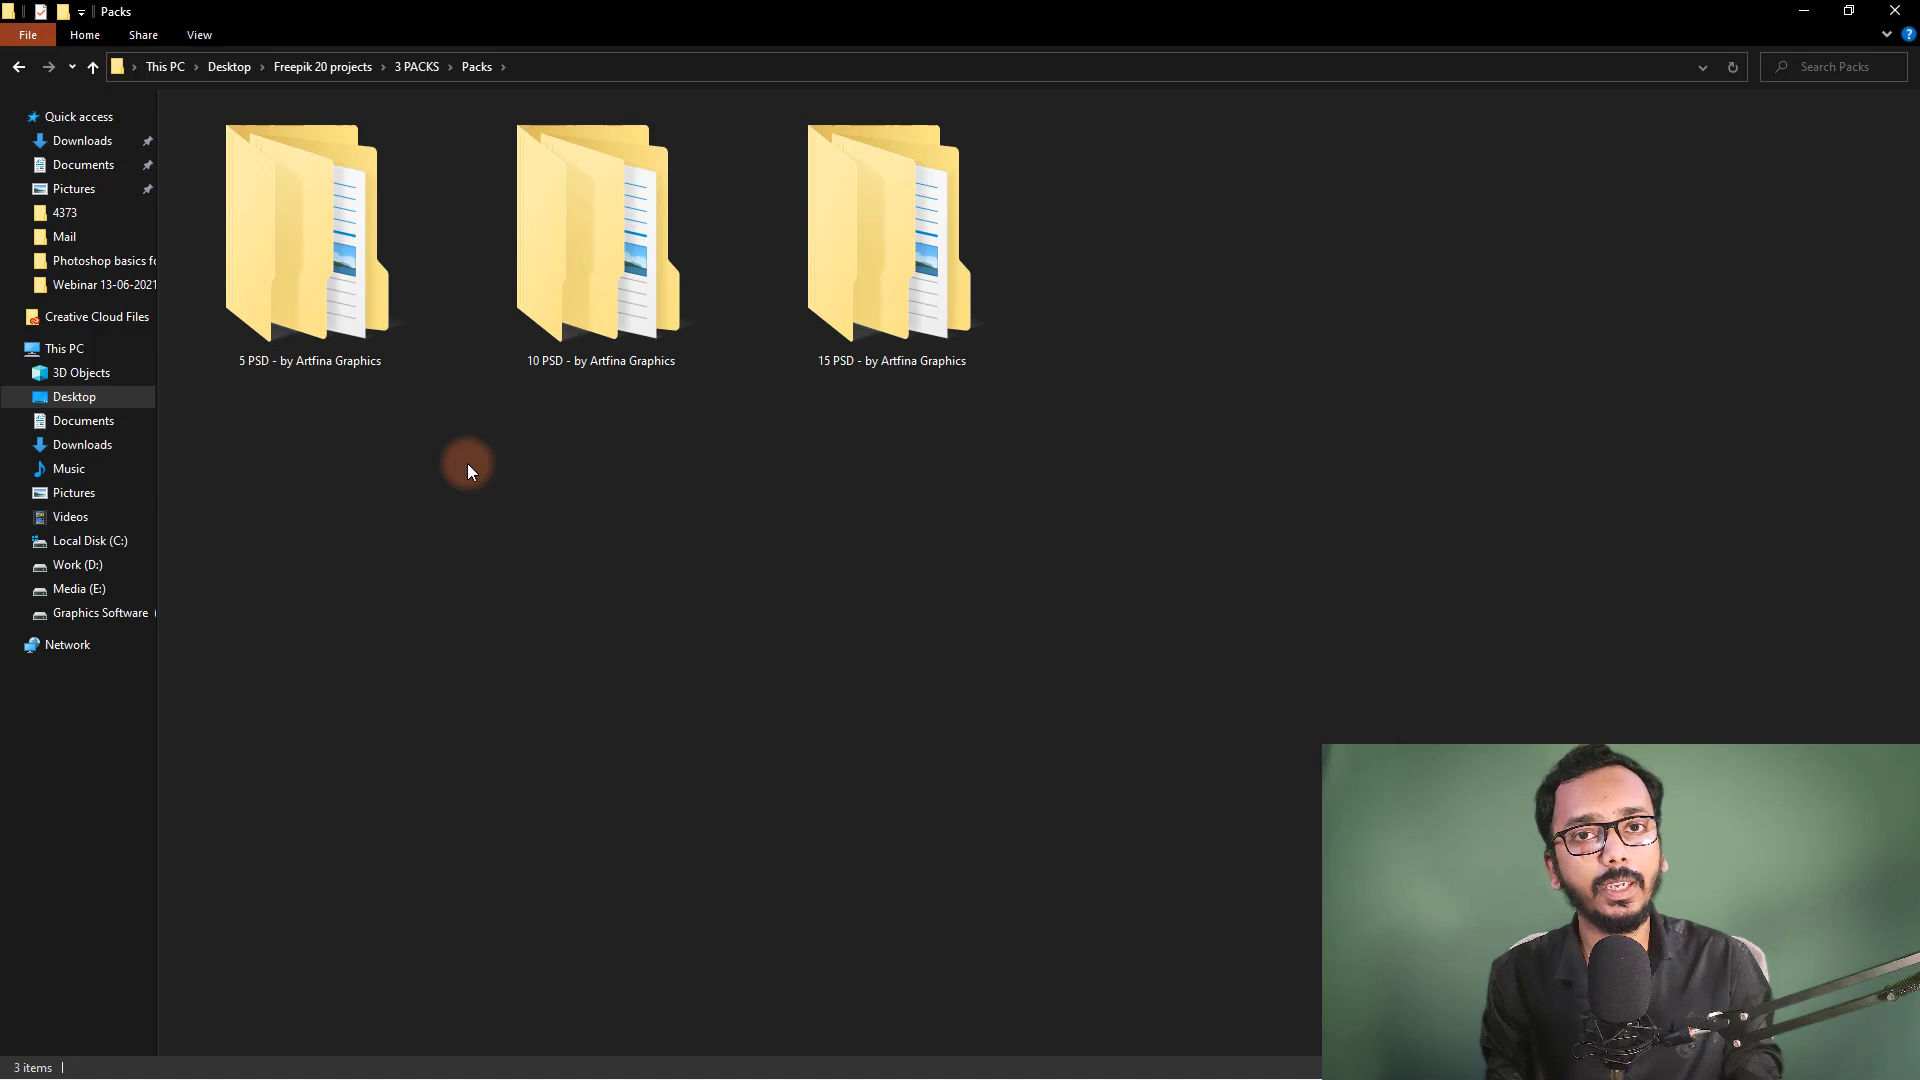 Packs
File Home Share View
This PC > Desktop > Freepik 20 projects > 3 PACKS > Packs >
Search Packs
Quick access
Downloads
Documents
Pictures
4373
Mail
Photoshop basics fo
Webinar 13-06-2021
Creative Cloud Files
This PC
3D Objects
Desktop
Documents
Downloads
Music
Pictures
Videos
Local Disk (C:)
Work (D:)
Media (E:)
Graphics Software (
Network
5 PSD - by Artfina Graphics
10 PSD - by Artfina Graphics
15 PSD - by Artfina Graphics
3 items